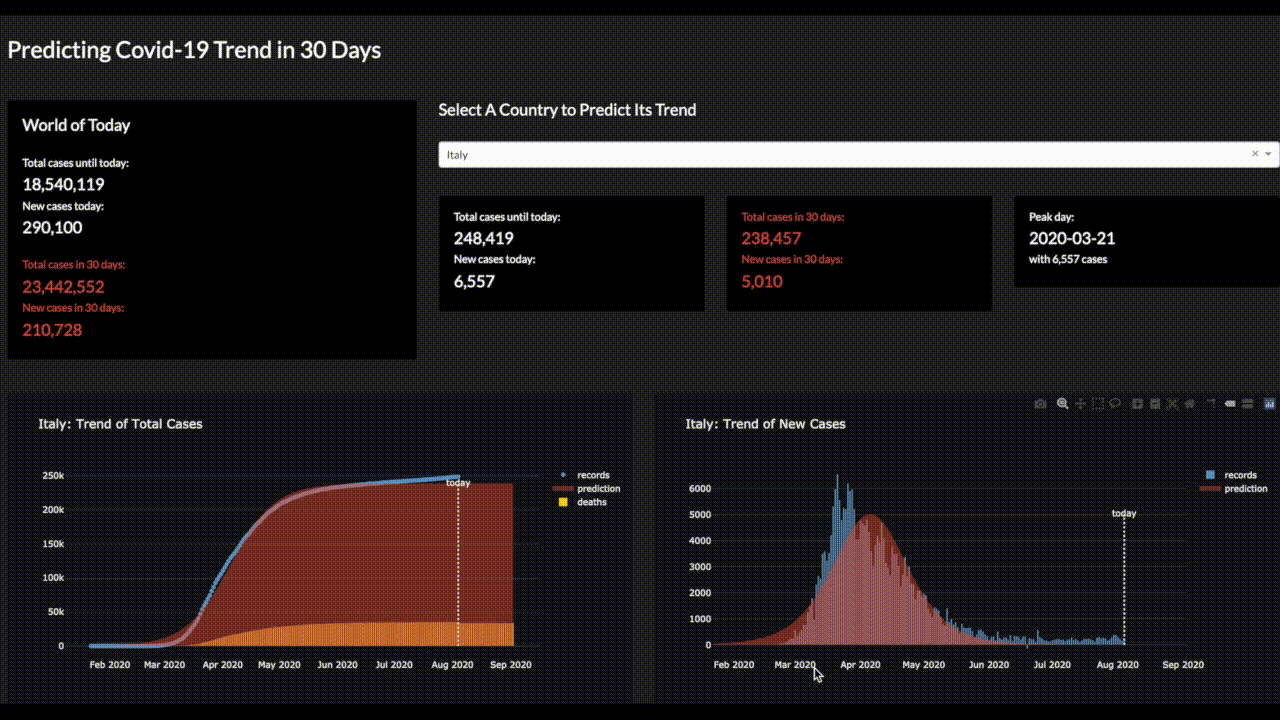 Predicting Covid-19 Trend in 30 Days
World of Today
Total cases until today:
18,540,119
New cases today:
290,100
Total cases in 30 days:
23,442,552
New cases in 30 days:
210,728
Select A Country to Predict Its Trend
Italy
Total cases until today:
248,419
New cases today:
6,557
Total cases in 30 days:
238,457
New cases in 30 days:
5,010
Peak day:
2020-03-21
with 6,557 cases
Italy: Trend of Total Cases
250k
200k
150k
100k
50k
0
today
records
prediction
deaths
Feb 2020 Mar 2020 Apr 2020 May 2020 Jun 2020 Jul 2020 Aug 2020 Sep 2020
Italy: Trend of New Cases
6000
5000
4000
3000
2000
1000
0
today
records
prediction
Feb 2020 Mar 2020 Apr 2020 May 2020 Jun 2020 Jul 2020 Aug 2020 Sep 2020